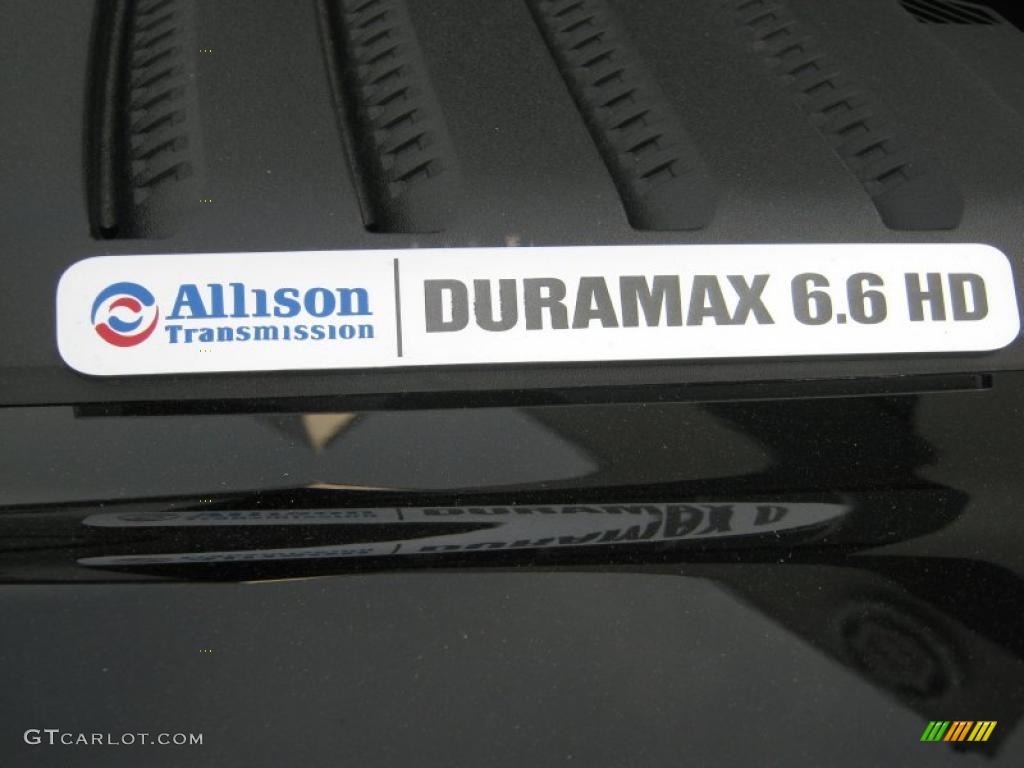 Allison
Transmission
DURAMAX 6.6 HD
GTCARLOT.COM